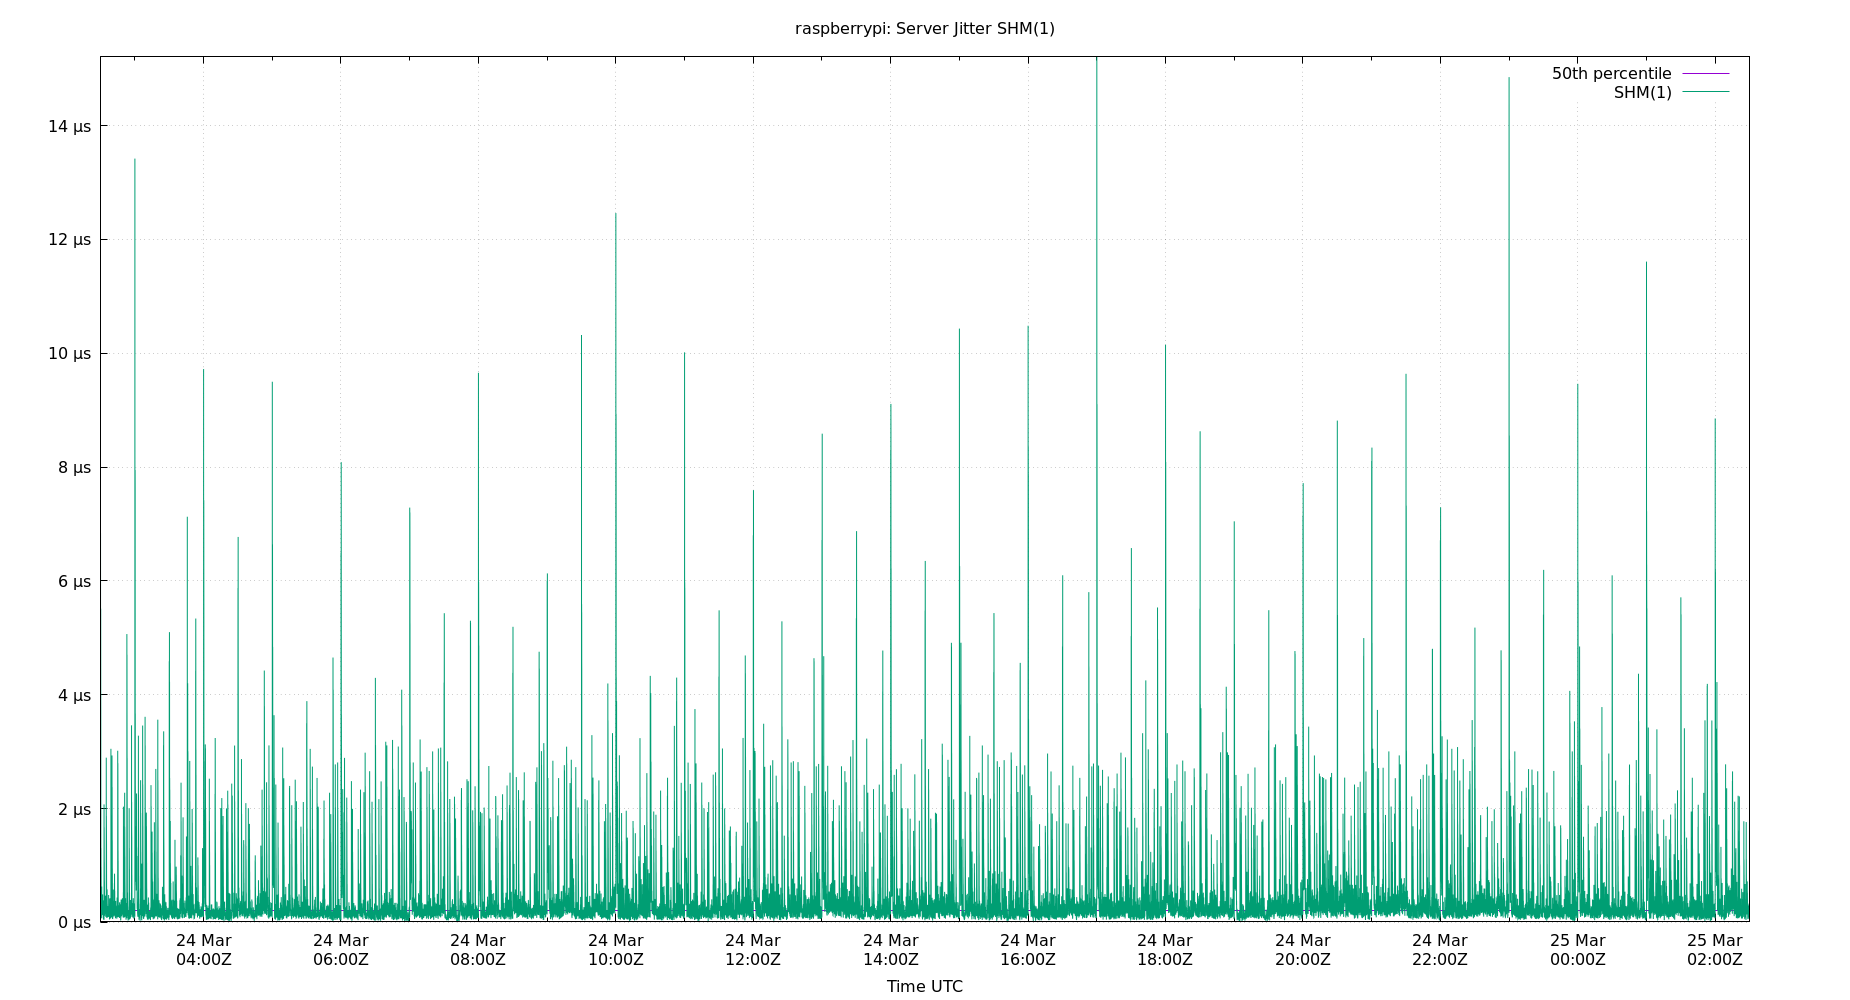 raspberrypi: Server Jitter SHM(1)
50th percentile
SHM(1)
14 µs
12 µs
10 µs
8 µs
6 µs
4 µs
2 µs
0 µs
24 Mar 24 Mar 24 Mar 24 Mar 24 Mar 24 Mar 24 Mar 24 Mar 24 Mar 24 Mar 25 Mar 25 Mar
04:00Z 06:00Z 08:00Z 10:00Z 12:00Z 14:00Z 16:00Z 18:00Z 20:00Z 22:00Z 00:00Z 02:00Z
Time UTC